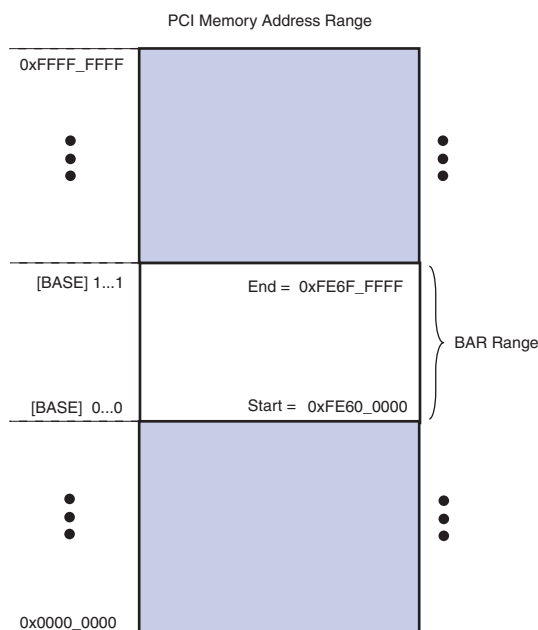 PCI Memory Address Range
0xFFFF_FFFF
[BASE] 1...1
End = 0xFE6F_FFFF
BAR Range
[BASE] 0...0
Start = 0xFE60_0000
0x0000_0000